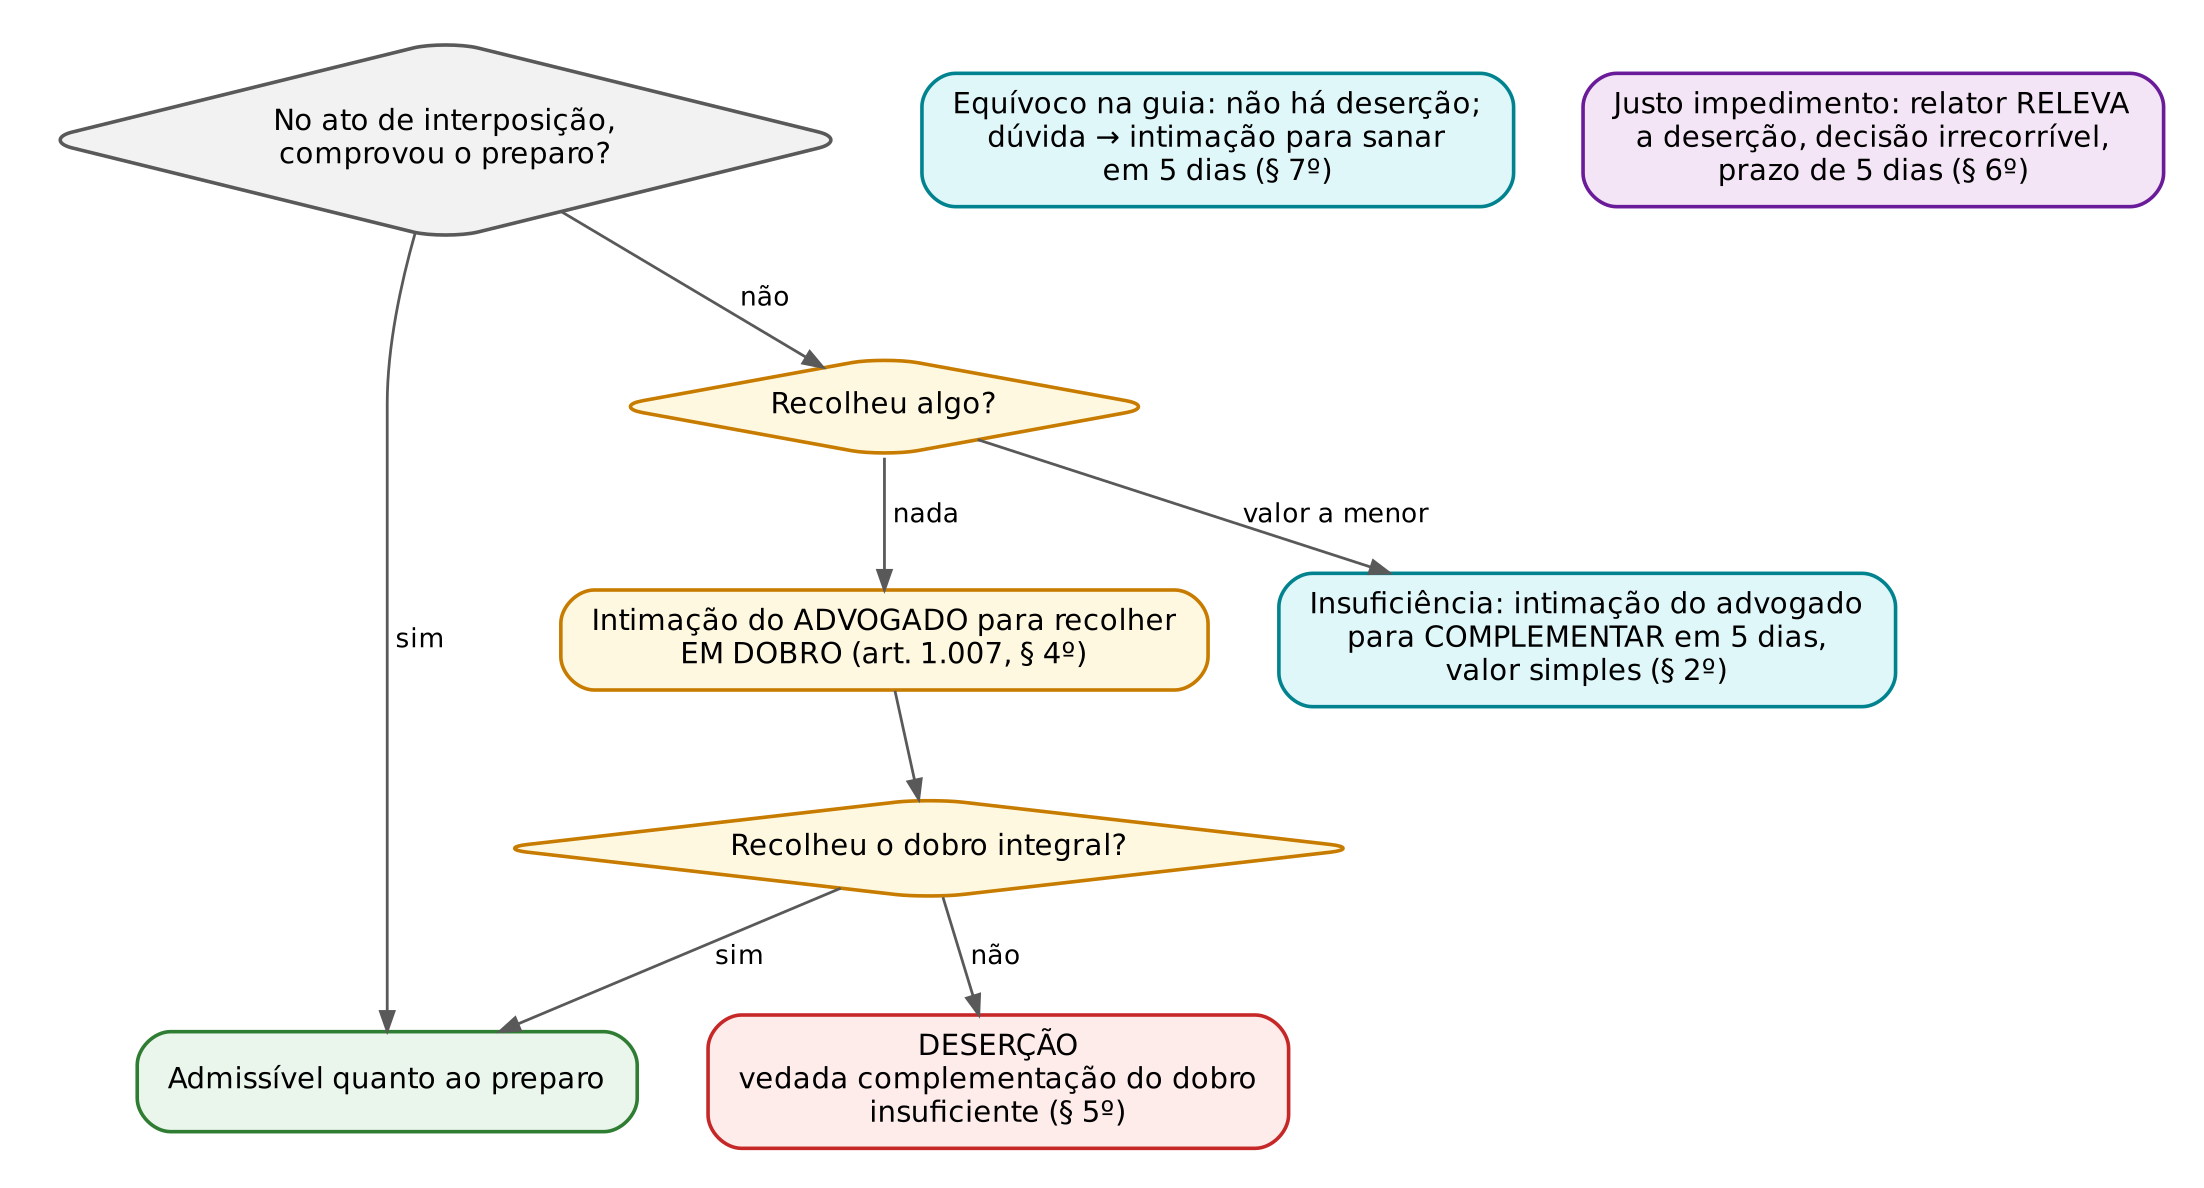 No ato de interposição,
comprovou o preparo?
Equívoco na guia: não há deserção;
dúvida → intimação para sanar
em 5 dias (§ 7º)
Justo impedimento: relator RELEVA
a deserção, decisão irrecorrível,
prazo de 5 dias (§ 6º)
não
Recolheu algo?
nada
valor a menor
Intimação do ADVOGADO para recolher
EM DOBRO (art. 1.007, § 4º)
Insuficiência: intimação do advogado
para COMPLEMENTAR em 5 dias,
valor simples (§ 2º)
sim
Recolheu o dobro integral?
sim
não
Admissível quanto ao preparo
DESERÇÃO
vedada complementação do dobro
insuficiente (§ 5º)